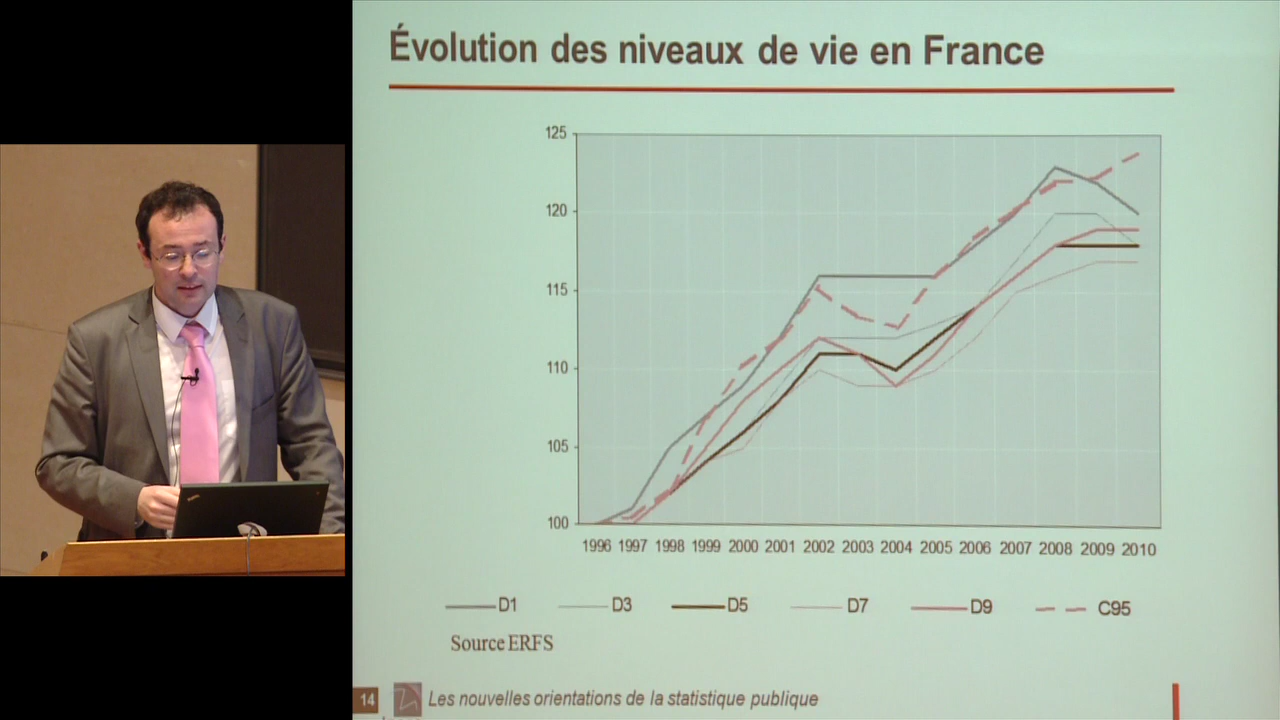 Évolution des niveaux de vie en France
125
120
115
110
105
100
1996 1997 1998 1999 2000 2001 2002 2003 2004 2005 2006 2007 2008 2009 2010
D1 D3 D5 D7 D9 C95
Source ERFS
14 Les nouvelles orientations de la statistique publique